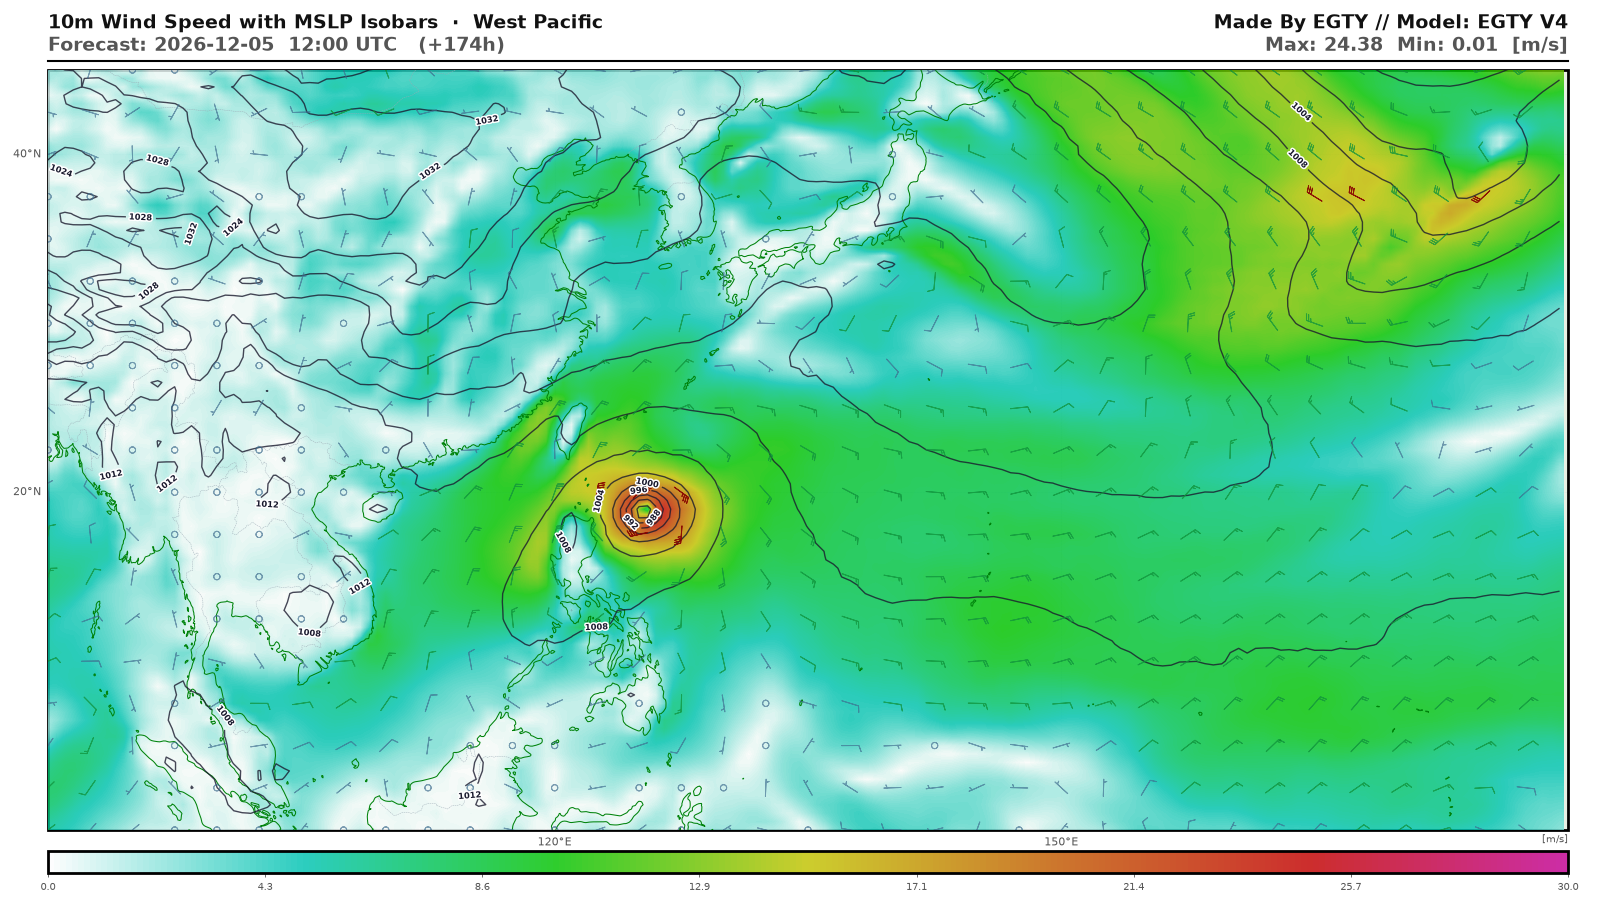 10m Wind Speed with MSLP Isobars · West Pacific
Made By EGTY // Model: EGTY V4
Forecast: 2026-12-05 12:00 UTC (+174h)
Max: 24.38 Min: 0.01 [m/s]
1004
1032
40°N
1028
1008
1024
1032
1028
1024
1032
1028
1012
1012
1000
996
20°N
1004
1012
992
988
1008
1012
1008
1008
1008
1012
120°E
150°E
[m/s]
0.0 4.3 8.6 12.9 17.1 21.4 25.7 30.0